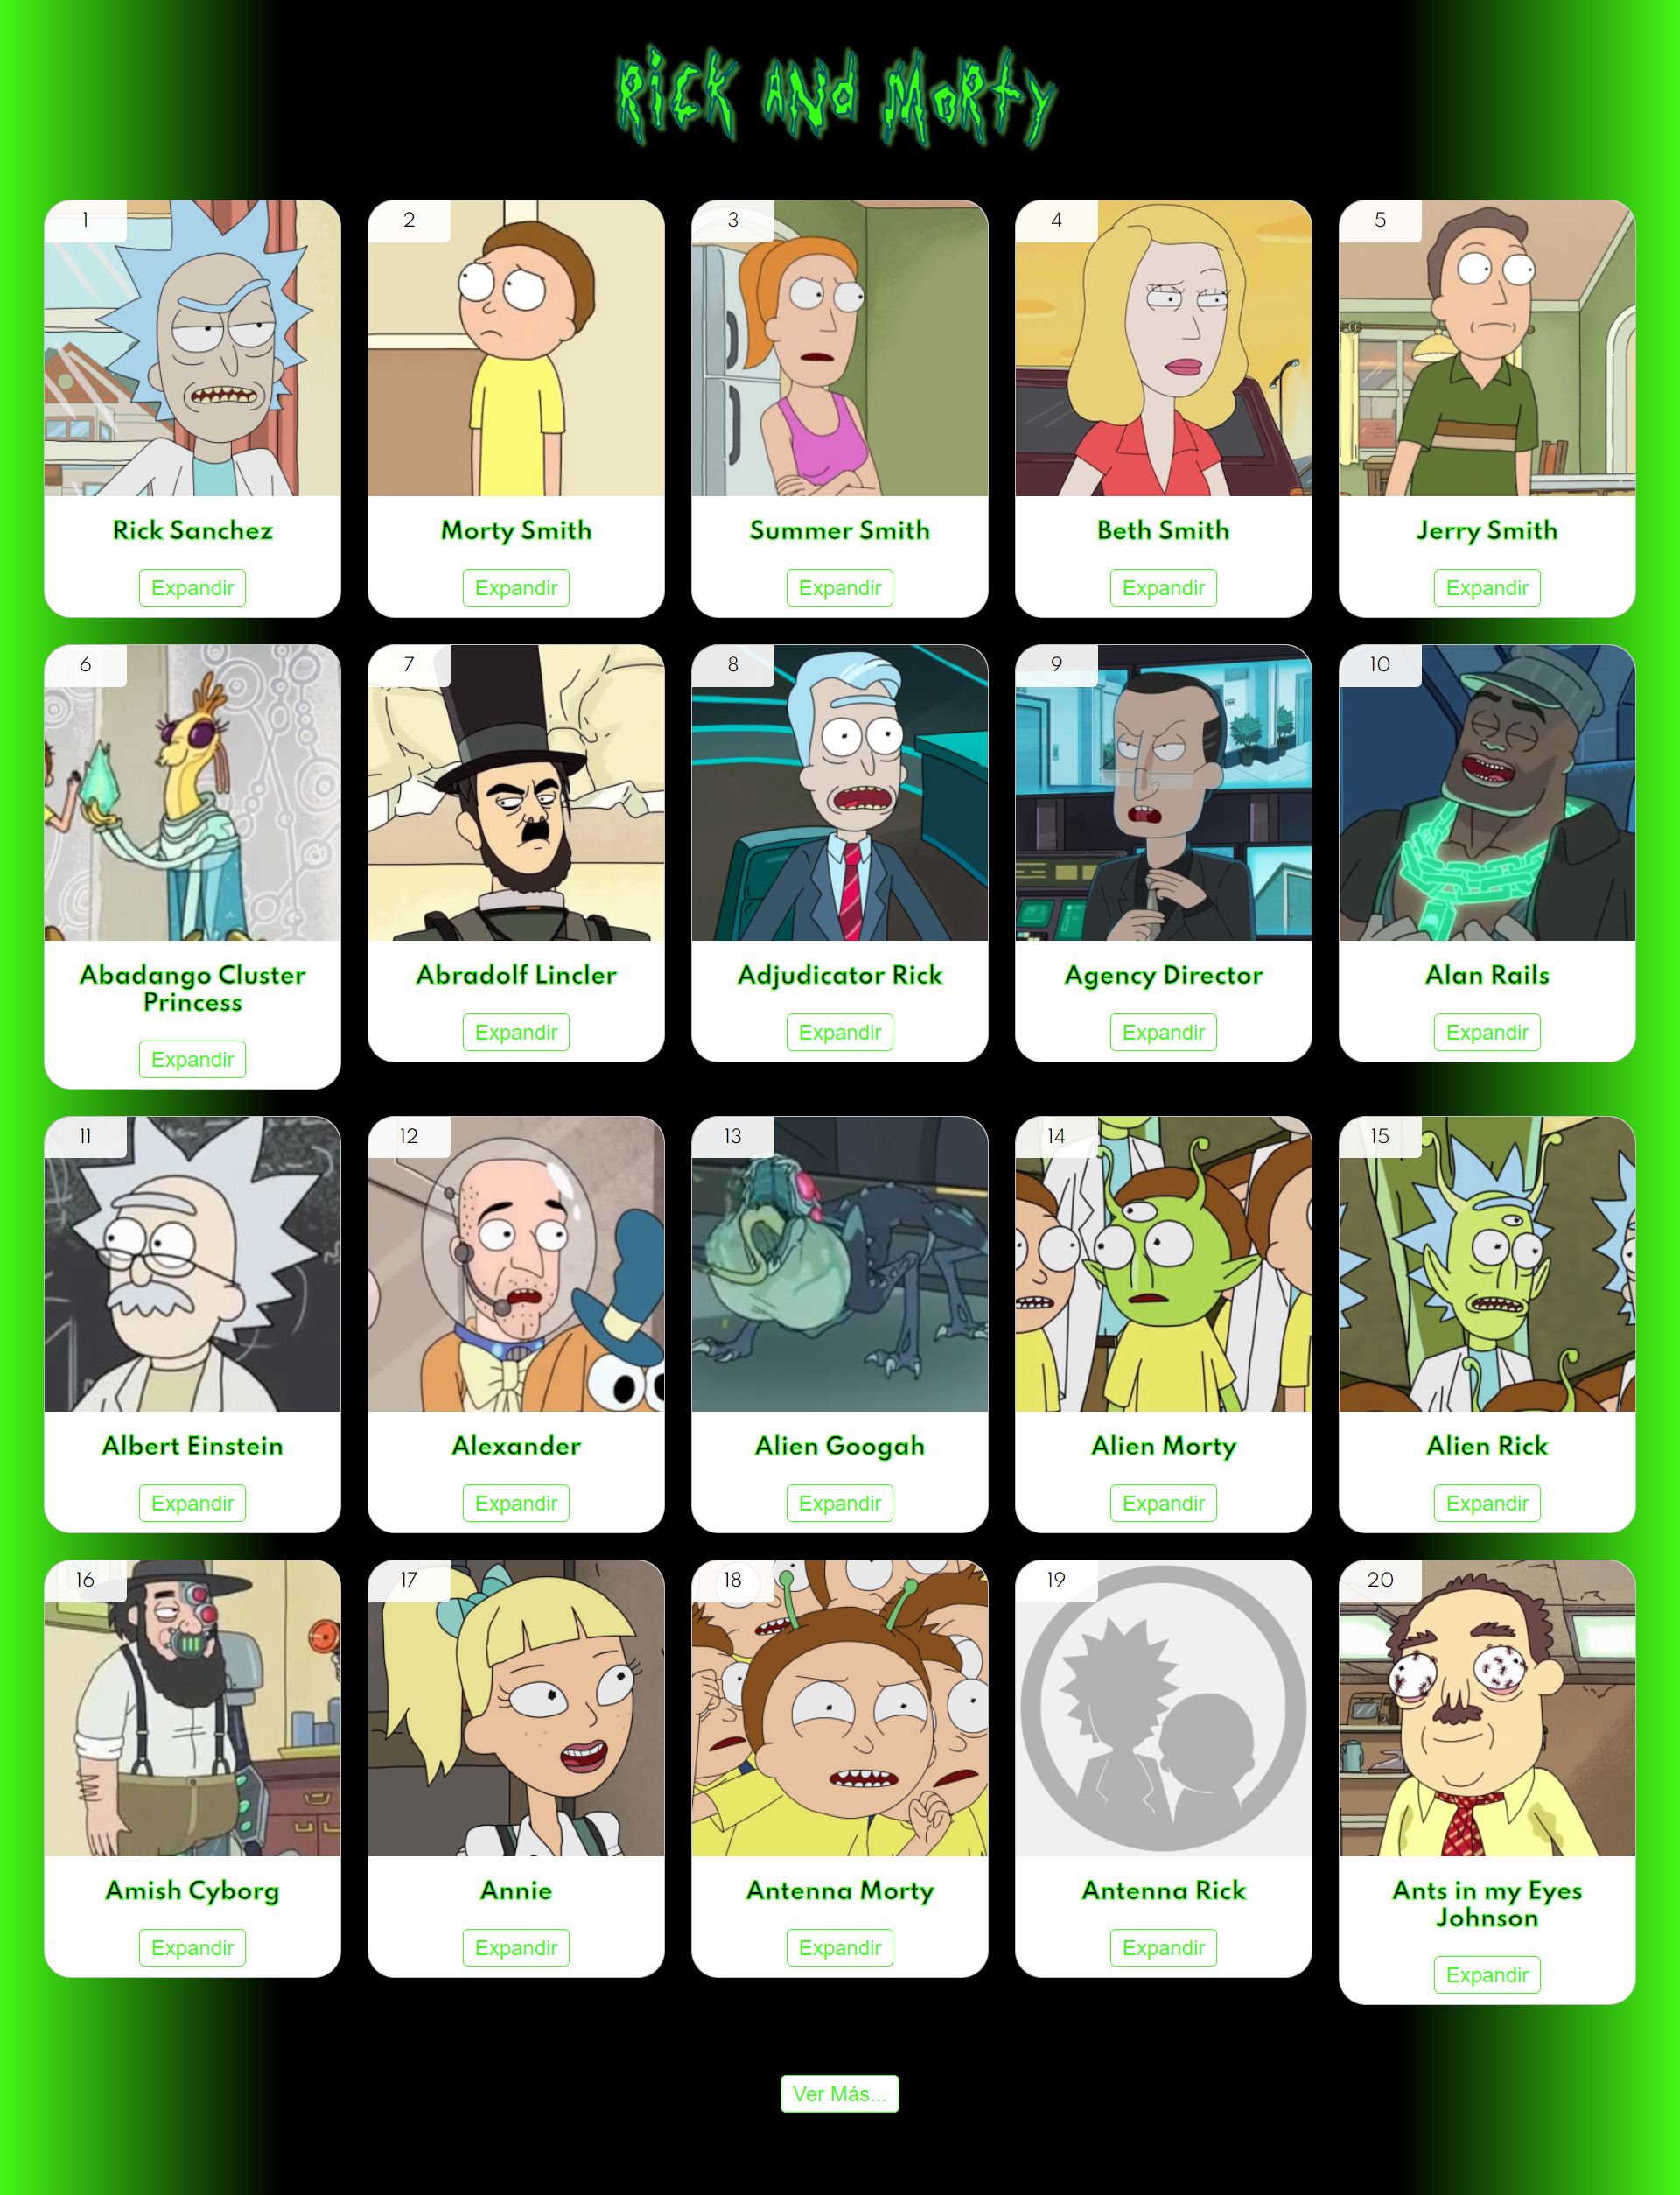 Rick and Morty
1
2
3
4
5
Rick Sanchez
Morty Smith
Summer Smith
Beth Smith
Jerry Smith
Expandir
Expandir
Expandir
Expandir
Expandir
6
7
8
9
10
Abadango Cluster
Princess
Abradolf Lincler
Adjudicator Rick
Agency Director
Alan Rails
Expandir
Expandir
Expandir
Expandir
Expandir
11
12
13
14
15
Albert Einstein
Alexander
Alien Googah
Alien Morty
Alien Rick
Expandir
Expandir
Expandir
Expandir
Expandir
16
17
18
19
20
Amish Cyborg
Annie
Antenna Morty
Antenna Rick
Ants in my Eyes
Johnson
Expandir
Expandir
Expandir
Expandir
Expandir
Ver Más...